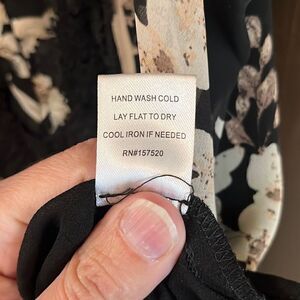 HAND WASH COLD
LAY FLAT TO DRY
COOL IRON IF NEEDED
RN#157520